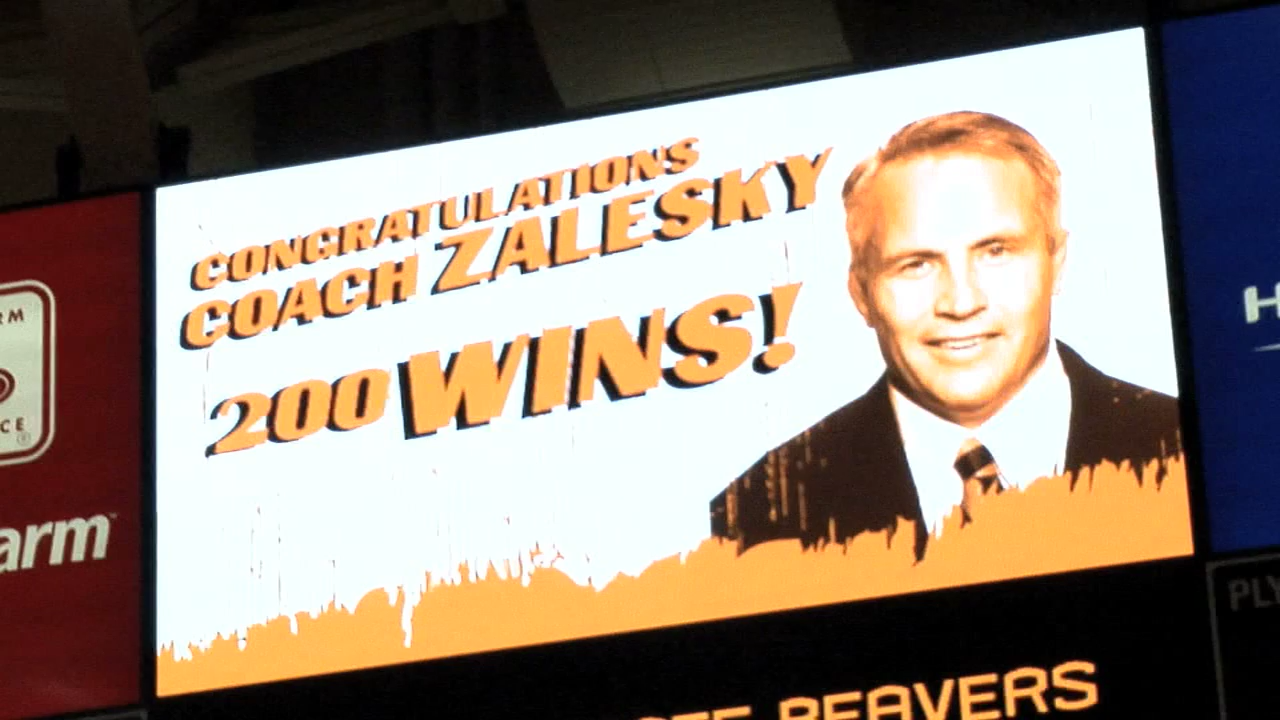 CONGRATULATIONS
COACH ZALESKY
200 WINS!
arm
BEAVERS